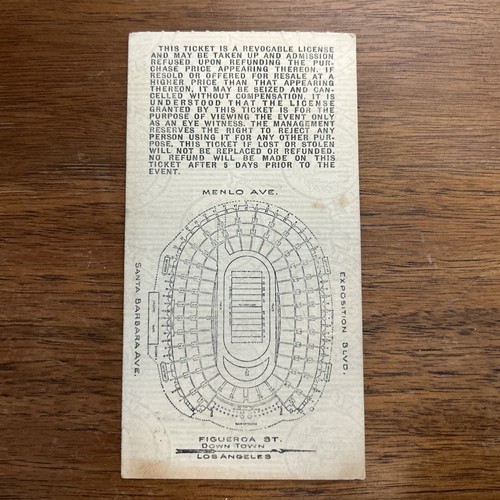 THIS TICKET IS A REVOCABLE LICENSE
AND MAY BE TAKEN UP AND ADMISSION
REFUSED UPON REFUNDING THE PUR-
CHASE PRICE APPEARING THEREON. IF
RESOLD OR OFFERED FOR RESALE AT A
HIGHER PRICE THAN THAT APPEARING
THEREON, IT MAY BE SEIZED AND CAN-
CELLED WITHOUT COMPENSATION. IT IS
UNDERSTOOD THAT THE LICENSE
GRANTED BY THIS TICKET IS FOR THE
PURPOSE OF VIEWING THE EVENT ONLY
AS AN EYE WITNESS. THE MANAGEMENT
RESERVES THE RIGHT TO REJECT ANY
PERSON USING IT FOR ANY OTHER PUR-
POSE. THIS TICKET IF LOST OR STOLEN
WILL NOT BE REPLACED OR REFUNDED.
NO REFUND WILL BE MADE ON THIS
TICKET AFTER 5 DAYS PRIOR TO THE
EVENT.
MENLO AVE.
SANTA BARBARA AVE.
EXPOSITION BLVD.
FIGUEROA ST.
DOWN TOWN
LOS ANGELES